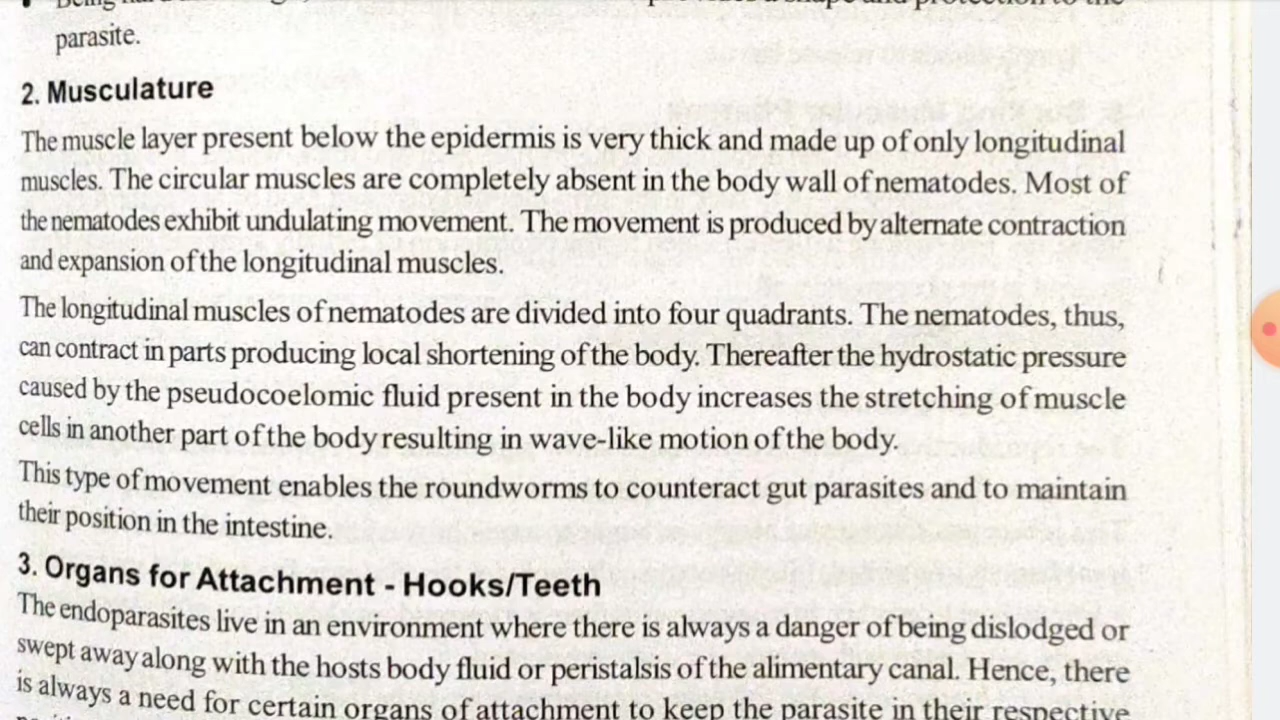 parasite.
2. Musculature
The muscle layer present below the epidermis is very thick and made up of only longitudinal
muscles. The circular muscles are completely absent in the body wall of nematodes. Most of
the nematodes exhibit undulating movement. The movement is produced by alternate contraction
and expansion of the longitudinal muscles.
The longitudinal muscles of nematodes are divided into four quadrants. The nematodes, thus,
can contract in parts producing local shortening of the body. Thereafter the hydrostatic pressure
caused by the pseudocoelomic fluid present in the body increases the stretching of muscle
cells in another part of the body resulting in wave-like motion of the body.
This type of movement enables the roundworms to counteract gut parasites and to maintain
their position in the intestine.
3. Organs for Attachment - Hooks/Teeth
The endoparasites live in an environment where there is always a danger of being dislodged or
swept away along with the hosts body fluid or peristalsis of the alimentary canal. Hence, there
is always a need for certain organs of attachment to keep the parasite in their respective